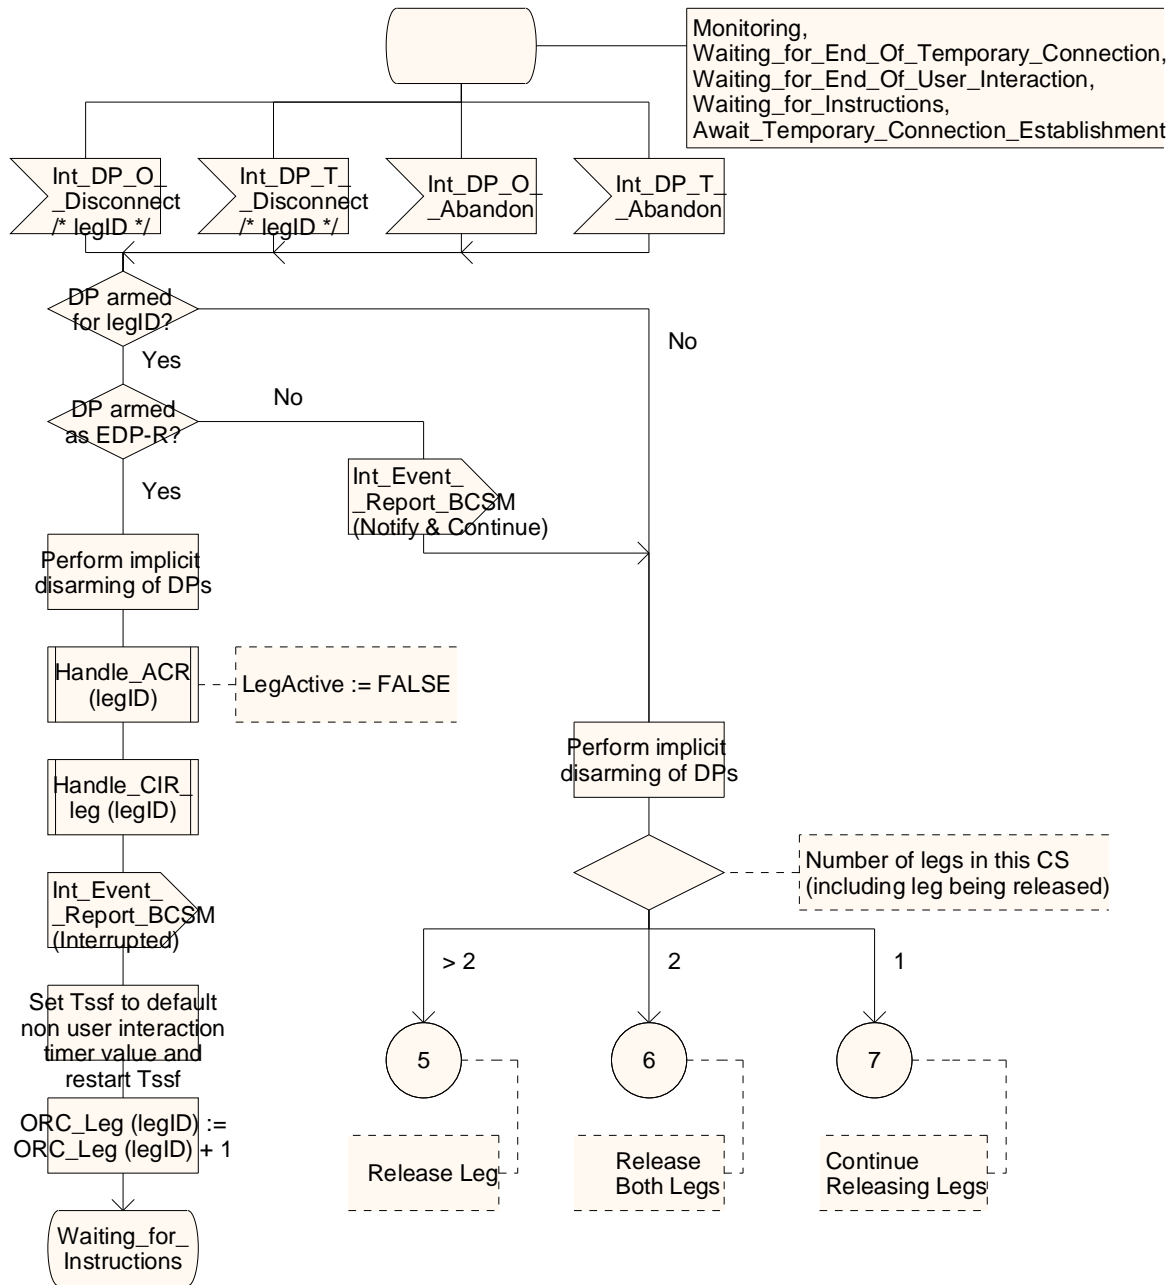 Monitoring,
Waiting_for_End_Of_Temporary_Connection,
Waiting_for_End_Of_User_Interaction,
Waiting_for_Instructions,
Await_Temporary_Connection_Establishment
Int_DP_O_
_Disconnect
/* legID */
Int_DP_T_
_Disconnect
/* legID */
Int_DP_O_
_Abandon
Int_DP_T_
_Abandon
DP armed
for legID?
No
Yes
DP armed
as EDP-R?
No
Yes
Int_Event_
_Report_BCSM
(Notify & Continue)
Perform implicit
disarming of DPs
Handle_ACR
(legID)
LegActive := FALSE
Perform implicit
disarming of DPs
Handle_CIR_
leg (legID)
Number of legs in this CS
(including leg being released)
Int_Event_
_Report_BCSM
(Interrupted)
> 2
2
1
Set Tssf to default
non user interaction
timer value and
restart Tssf
5
6
7
ORC_Leg (legID) :=
ORC_Leg (legID) + 1
Release Leg
Release
Both Legs
Continue
Releasing Legs
Waiting_for_
Instructions